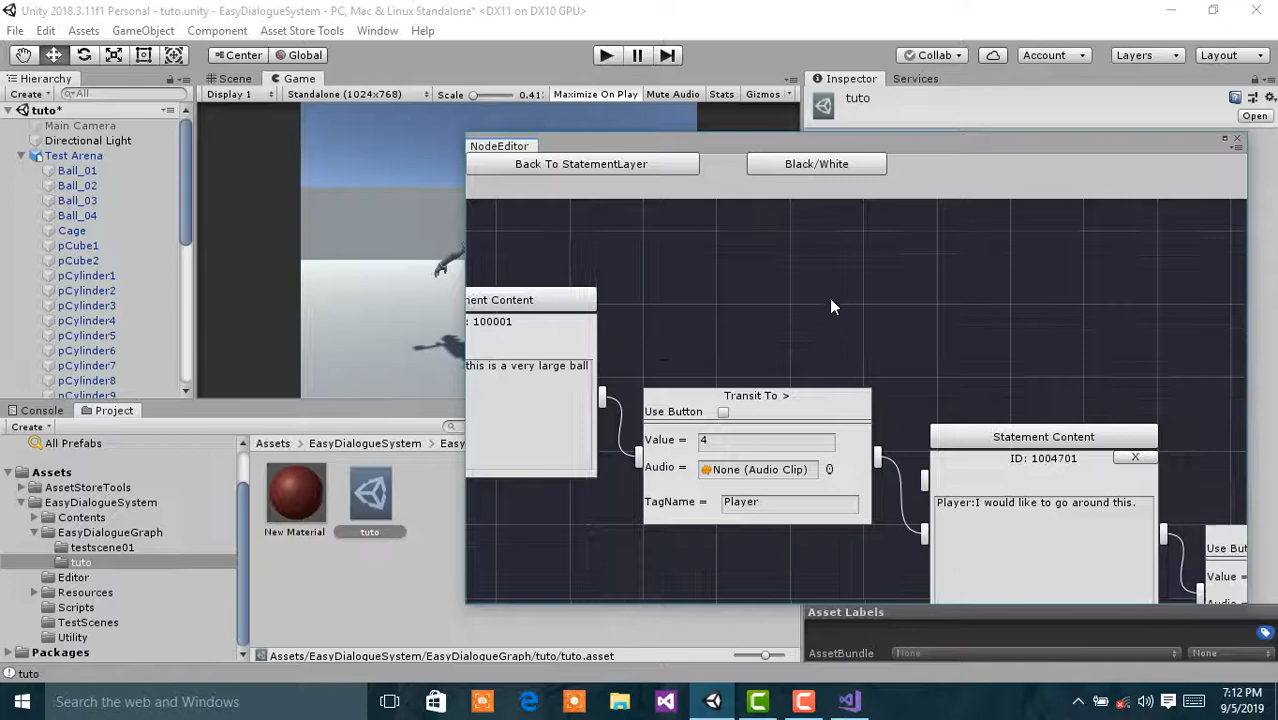 Unity 2018.3.11f1 Personal - tuto.unity - EasyDialogueSystem - PC, Mac & Linux Standalone* <DX11 on DX10 GPU>
File Edit Assets GameObject Component Asset Store Tools Window Help
Center Global Collab Account Layers Layout
Hierarchy Scene Game Inspector Services
Create All Display 1 Standalone (1024x768) Scale 0.41 Maximize On Play Mute Audio Stats Gizmos tuto
Open
tuto*
Main Camera
Directional Light
Test Arena
Ball_01
Ball_02
Ball_03
Ball_04
Cage
pCube1
pCube2
pCylinder1
pCylinder2
pCylinder3
pCylinder4
pCylinder5
pCylinder6
pCylinder7
pCylinder8
pCylinder9
NodeEditor
Back To StatementLayer Black/White
ment Content
: 100001
this is a very large ball
Transit To >
Use Button
Value = 4
Audio = None (Audio Clip)
TagName = Player
Statement Content
ID: 1004701 X
Player:I would like to go around this.
Use But
Value =
Audio =
Console Project
Create
All Prefabs
Assets
AssetStoreTools
EasyDialogueSystem
Contents
EasyDialogueGraph
testscene01
tuto
Editor
Resources
Scripts
TestScenes
Utility
Packages
Assets EasyDialogueSystem Easy
New Material tuto
Assets/EasyDialogueSystem/EasyDialogueGraph/tuto/tuto.asset
Asset Labels
AssetBundle None None
tuto
Search the web and Windows
7:12 PM
9/5/2019